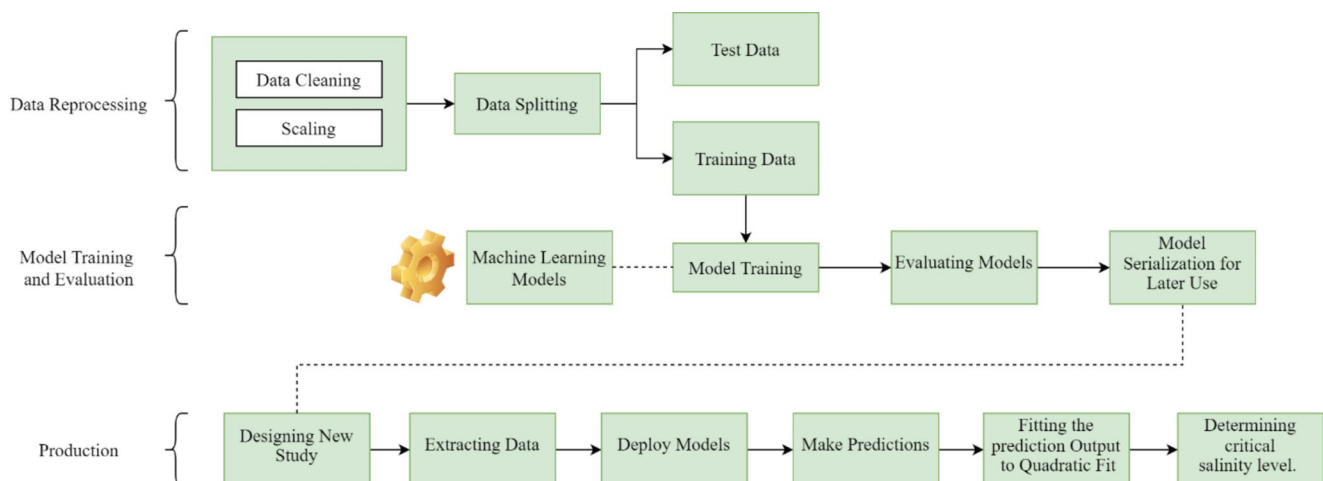 Data Reprocessing
Data Cleaning
Scaling
Data Splitting
Test Data
Training Data
Model Training
and Evaluation
Machine Learning
Models
Model Training
Evaluating Models
Model
Serialization for
Later Use
Production
Designing New
Study
Extracting Data
Deploy Models
Make Predictions
Fitting the
prediction Output
to Quadratic Fit
Determining
critical
salinity level.